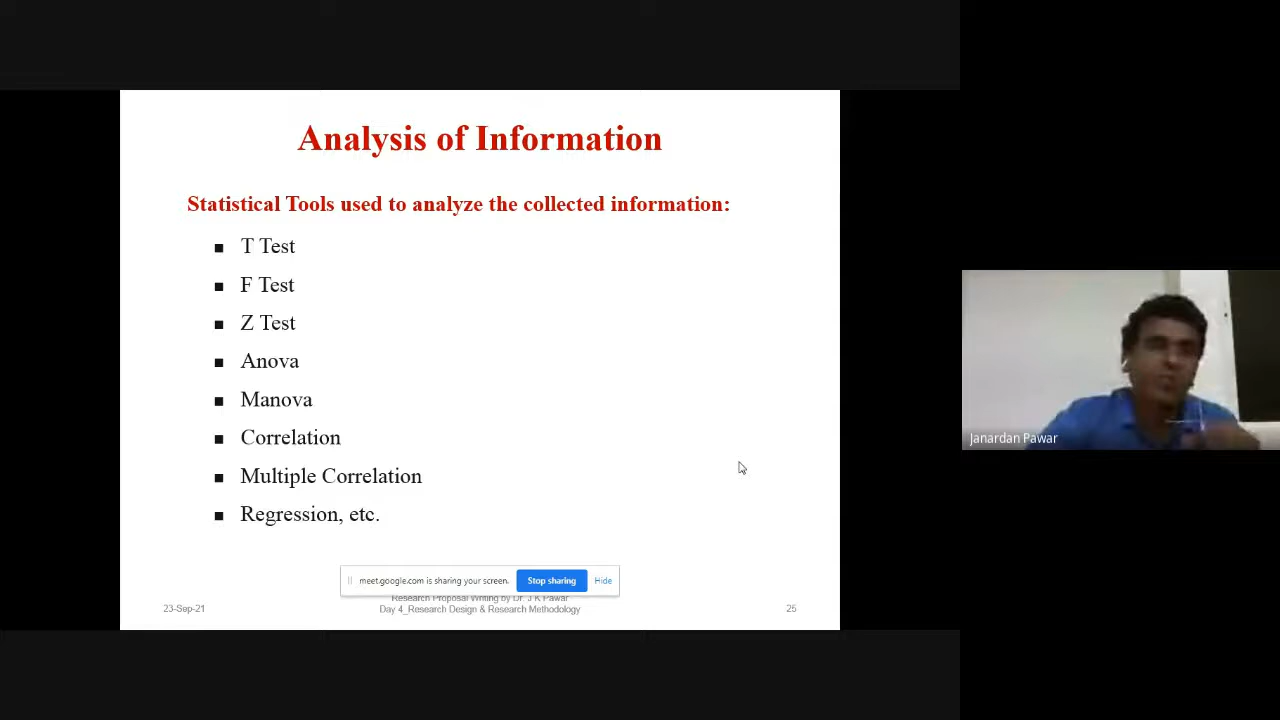 Analysis of Information
Statistical Tools used to analyze the collected information:
■ T Test
■ F Test
■ Z Test
■ Anova
■ Manova
■ Correlation
■ Multiple Correlation
■ Regression, etc.
meet.google.com is sharing your screen.
Stop sharing
Hide
Research Proposal Writing by Dr. J K Pawar
23-Sep-21
Day 4_Research Design & Research Methodology
25
Janardan Pawar